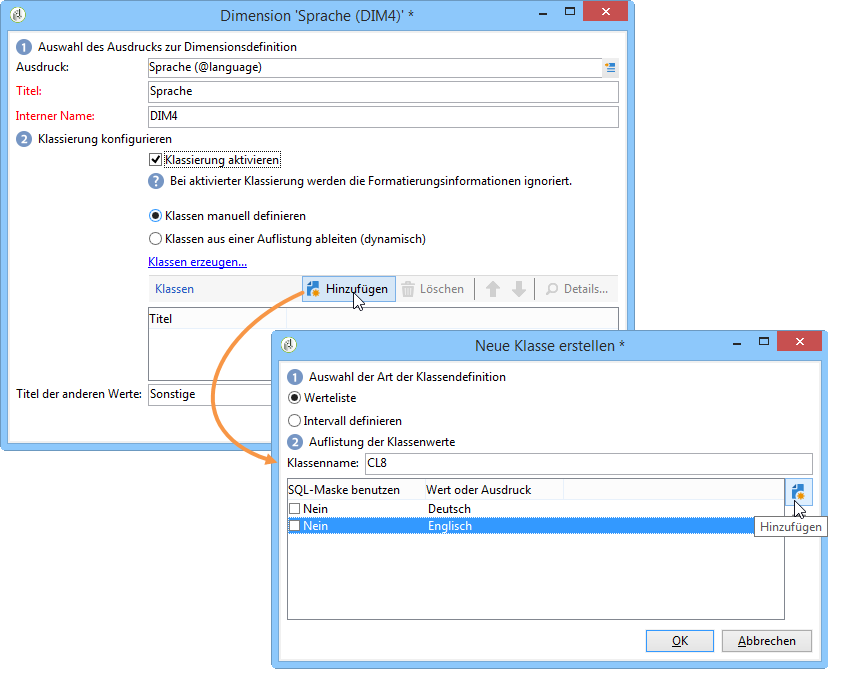 Dimension 'Sprache (DIM4)' *
1 Auswahl des Ausdrucks zur Dimensionsdefinition
Ausdruck: Sprache (@language)
Titel: Sprache
Interner Name: DIM4
2 Klassierung konfigurieren
Klassierung aktivieren
? Bei aktivierter Klassierung werden die Formatierungsinformationen ignoriert.
Klassen manuell definieren
Klassen aus einer Auflistung ableiten (dynamisch)
Klassen erzeugen...
Klassen Hinzufügen Löschen Details...
Titel
Titel der anderen Werte: Sonstige
Neue Klasse erstellen *
1 Auswahl der Art der Klassendefinition
Werteliste
Intervall definieren
2 Auflistung der Klassenwerte
Klassenname: CL8
SQL-Maske benutzen Wert oder Ausdruck
Nein Deutsch
Nein Englisch
Hinzufügen
OK Abbrechen